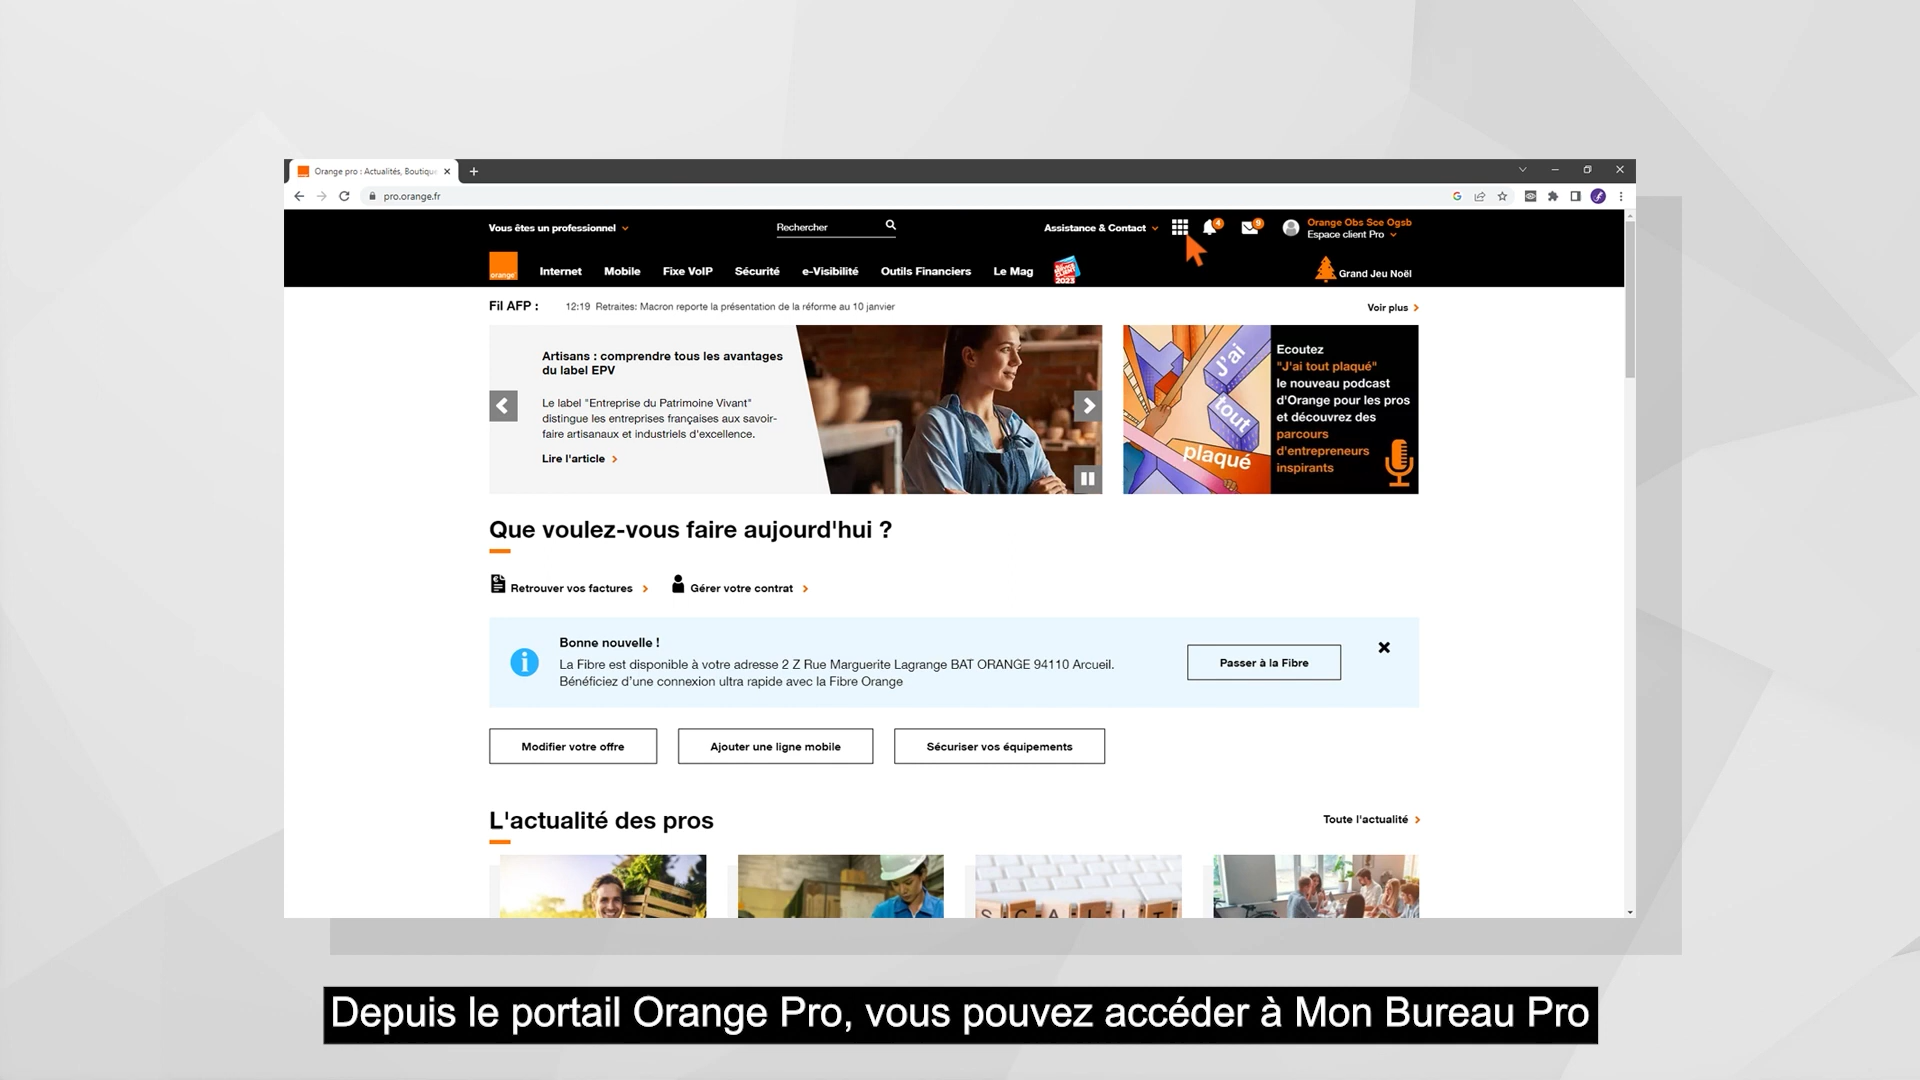 Orange pro : Actualités, Boutique
pro.orange.fr
Vous êtes un professionnel
Rechercher
Assistance & Contact
4
9
Orange Obs Sce Ogsb
Espace client Pro
orange
Internet
Mobile
Fixe VoIP
Sécurité
e-Visibilité
Outils Financiers
Le Mag
2023
Grand Jeu Noël
Fil AFP :
12:19 Retraites: Macron reporte la présentation de la réforme au 10 janvier
Voir plus
Artisans : comprendre tous les avantages
du label EPV
Le label "Entreprise du Patrimoine Vivant"
distingue les entreprises françaises aux savoir-
faire artisanaux et industriels d'excellence.
Lire l'article
J'ai
tout
plaqué
Ecoutez
"J'ai tout plaqué"
le nouveau podcast
d'Orange pour les pros
et découvrez des
parcours
d'entrepreneurs
inspirants
Que voulez-vous faire aujourd'hui ?
Retrouver vos factures
Gérer votre contrat
Bonne nouvelle !
La Fibre est disponible à votre adresse 2 Z Rue Marguerite Lagrange BAT ORANGE 94110 Arcueil.
Bénéficiez d'une connexion ultra rapide avec la Fibre Orange
Passer à la Fibre
Modifier votre offre
Ajouter une ligne mobile
Sécuriser vos équipements
L'actualité des pros
Toute l'actualité
Depuis le portail Orange Pro, vous pouvez accéder à Mon Bureau Pro